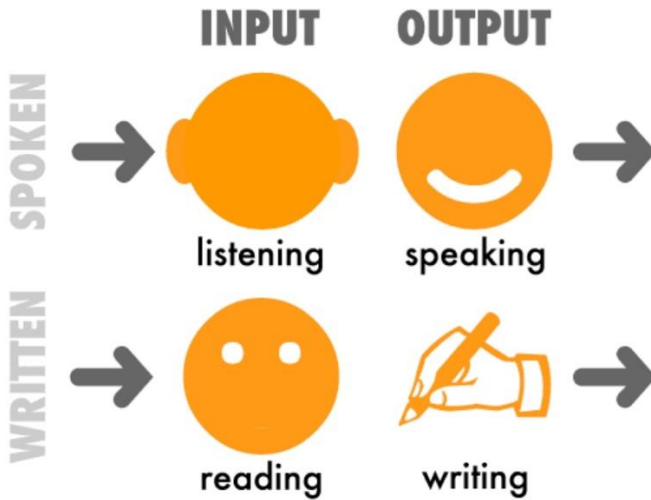 INPUT OUTPUT
SPOKEN
listening speaking
WRITTEN
reading writing